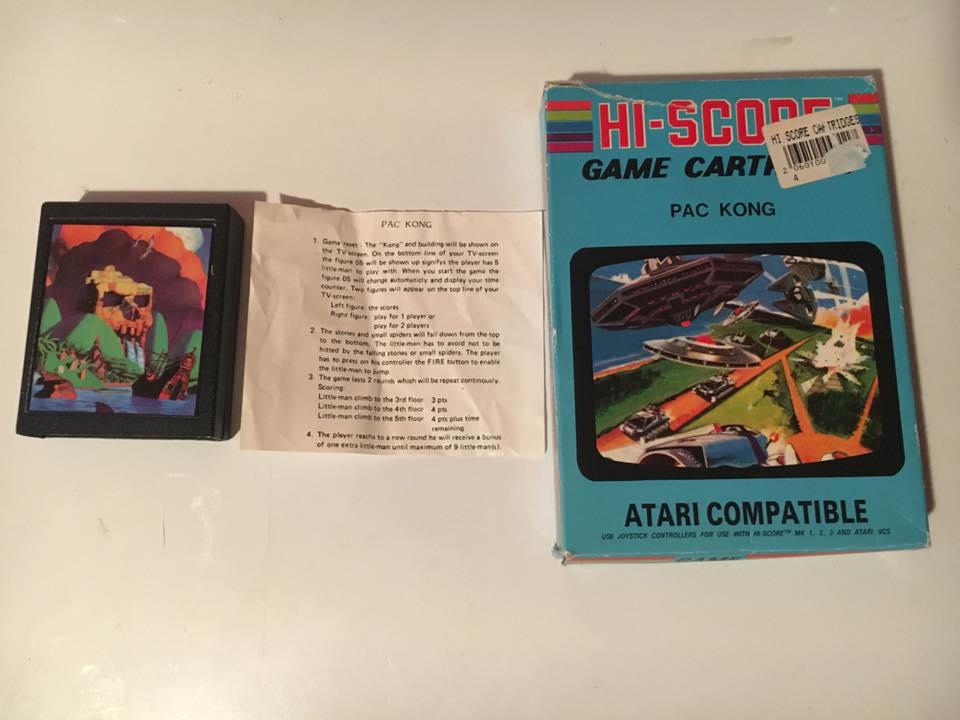 PAC KONG
1. Game reset - The "Kong" and building will be shown on
the TV-screen. On the bottom line of your TV-screen
the figure 05 will be shown up signifys the player has 5
little-man to play with. When you start the game the
figure 05 will change automaticly and display your time
counter. Two figures will appear on the top line of your
TV-screen:
Left figure: the scores
Right figure: play for 1 player or
play for 2 players
2. The stones and small spiders will fall down from the top
to the bottom. The little-man has to avoid not to be
hitted by the falling stones or small spiders. The player
has to press on his controller the FIRE button to enable
the little-man to jump.
3. The game lasts 2 rounds which will be repeat continously.
Scoring:
Little-man climb to the 3rd floor 3 pts
Little-man climb to the 4th floor 4 pts
Little-man climb to the 5th floor 4 pts plus time
remaining
4. The player reachs to a new round he will receive a bonus
of one extra little-man until maximum of 9 little-man(s).
HI-SCORE™
HI SCORE CARTRIDGES
2 060100
4
GAME CART
PAC KONG
ATARI COMPATIBLE
USE JOYSTICK CONTROLLERS FOR USE WITH HI-SCORE™ MK 1, 2, 3 AND ATARI VCS
GAME